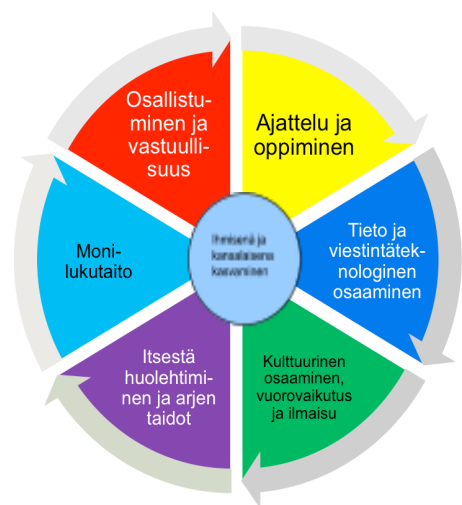 Osallistu-
minen ja
vastuulli-
suus
Ajattelu ja
oppiminen
Tieto ja
viestintätek-
nologinen
osaaminen
Kulttuurinen
osaaminen,
vuorovaikutus
ja ilmaisu
Itsestä
huolehtimi-
nen ja arjen
taidot
Moni-
lukutaito
Ihmisenä ja
kansalaisena
kasvaminen